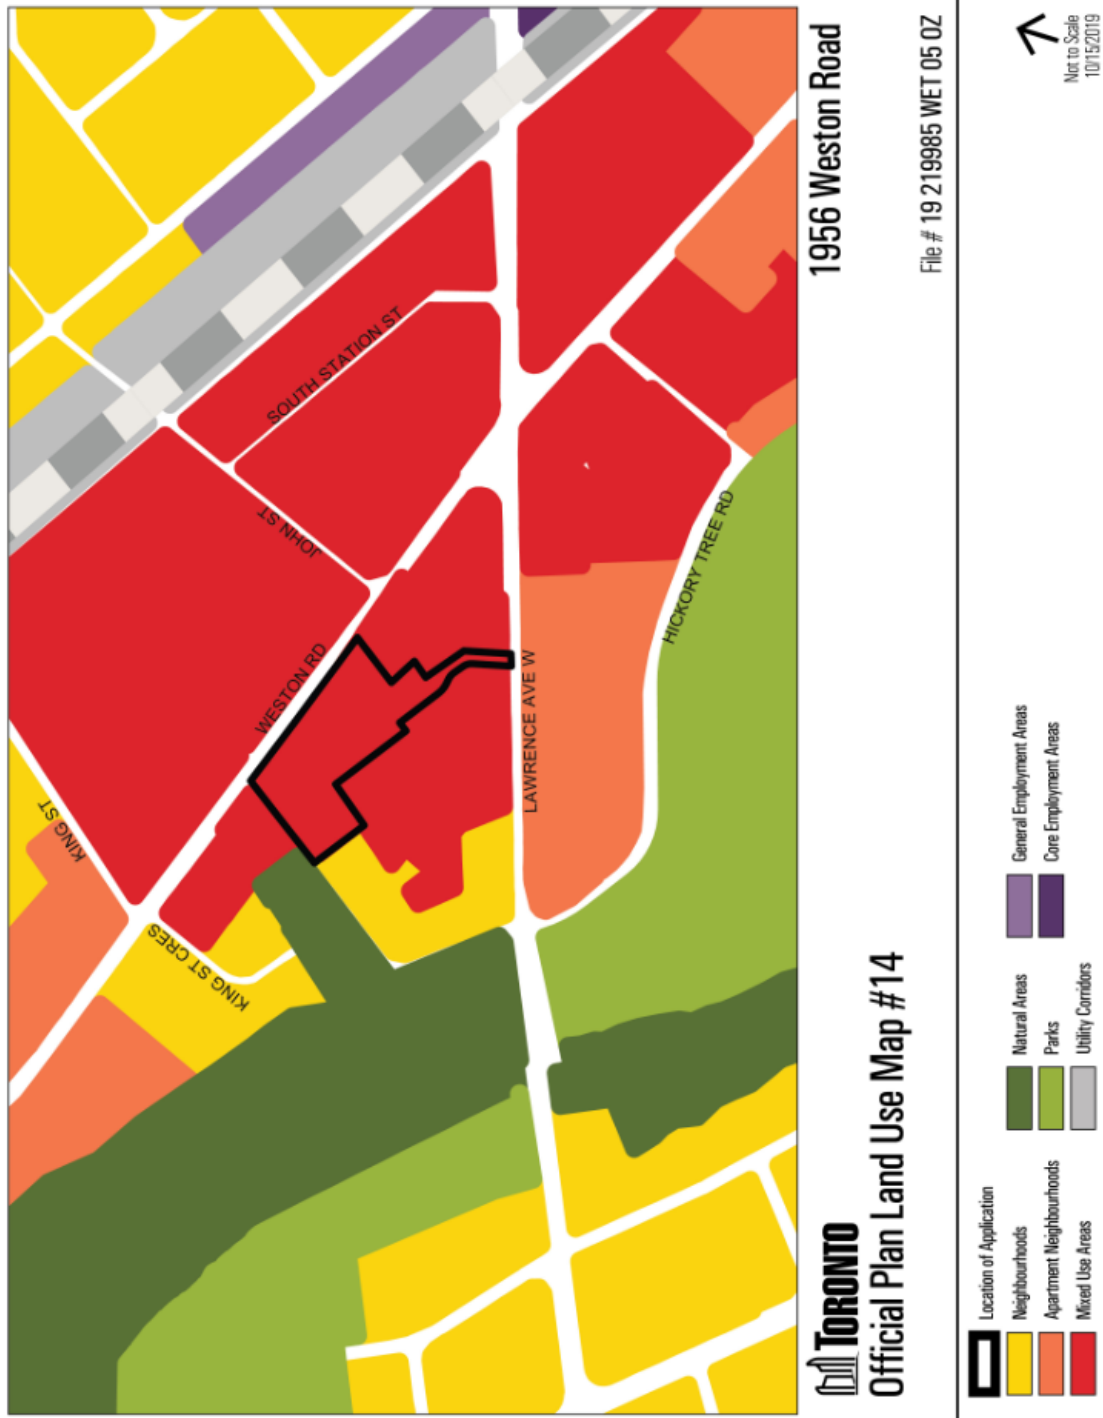 KING ST
WESTON RD
JOHN ST
SOUTH STATION ST
KING ST CRES
LAWRENCE AVE W
HICKORY TREE RD
TORONTO
Official Plan Land Use Map #14
1956 Weston Road
File # 19 219985 WET 05 OZ
Location of Application
Neighbourhoods
Apartment Neighbourhoods
Mixed Use Areas
Natural Areas
Parks
Utility Corridors
General Employment Areas
Core Employment Areas
Not to Scale
10/15/2019